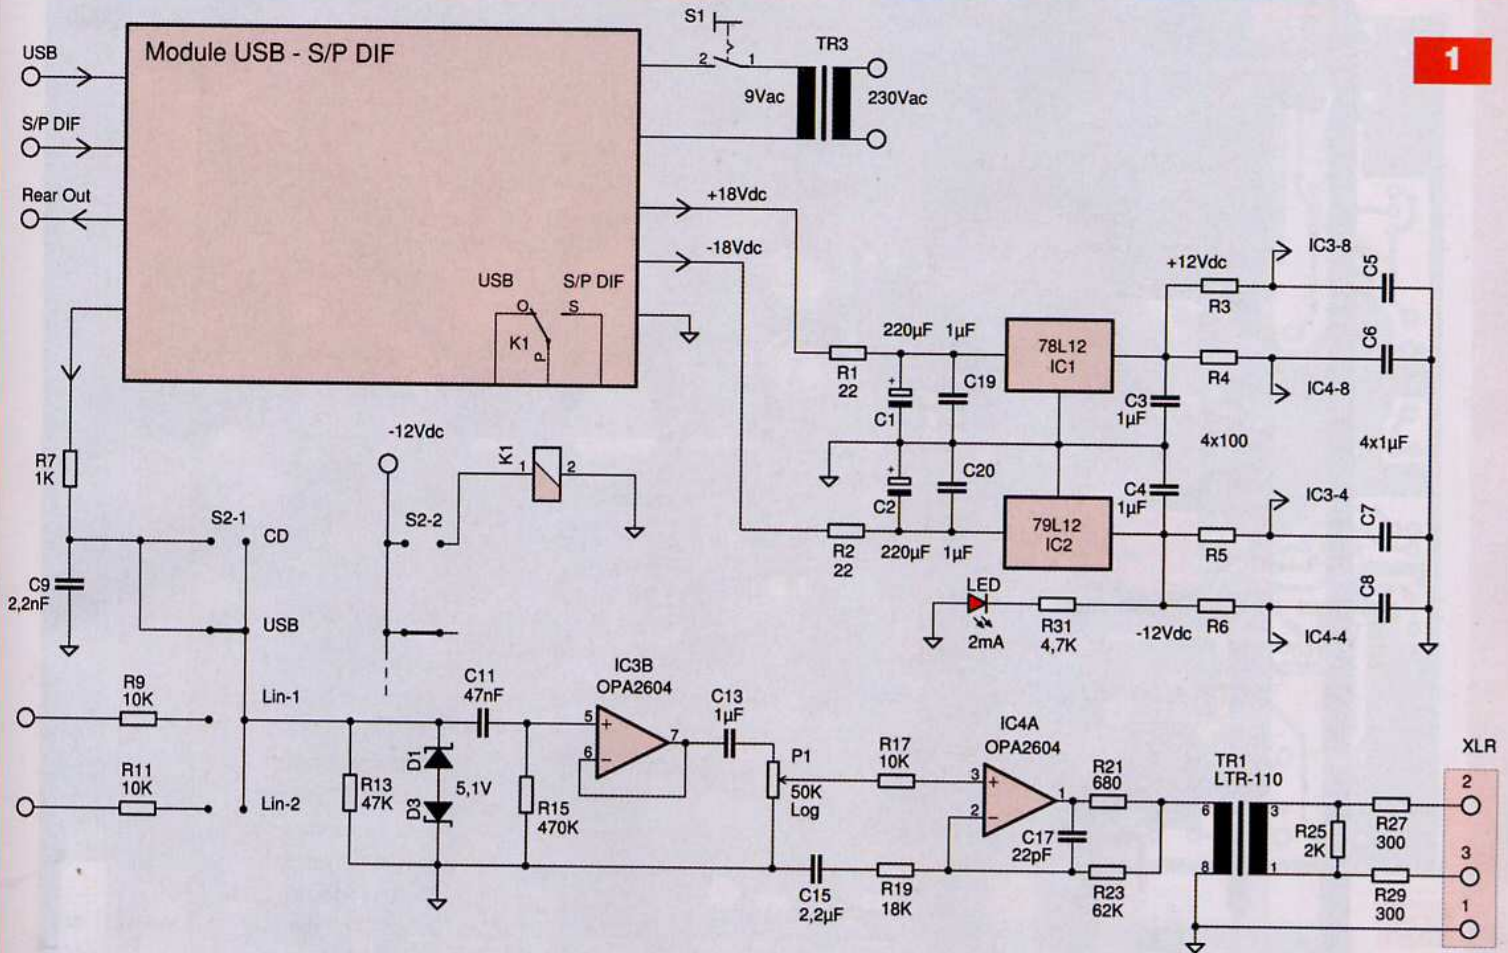 1
Module USB - S/P DIF
USB
S/P DIF
Rear Out
S1
2
1
TR3
9Vac
230Vac
+18Vdc
-18Vdc
USB
S/P DIF
O
S
K1
P
+12Vdc
IC3-8
C5
R3
220µF
1µF
78L12
IC1
R1
22
+
C1
C19
C3
1µF
R4
IC4-8
C6
4x100
4x1µF
-12Vdc
K1
1
2
R7
1K
S2-1
CD
S2-2
+
C2
C20
C4
1µF
IC3-4
C7
79L12
IC2
R2
22
220µF
1µF
R5
C9
2,2nF
USB
LED
2mA
R31
4,7K
-12Vdc
R6
IC4-4
C8
R9
10K
Lin-1
C11
47nF
IC3B
OPA2604
5
+
6
−
7
C13
1µF
P1
50K
Log
R17
10K
IC4A
OPA2604
3
+
2
−
1
R21
680
TR1
LTR-110
XLR
2
R11
10K
Lin-2
R13
47K
D1
D3
5,1V
R15
470K
C17
22pF
6
3
8
1
R25
2K
R27
300
3
C15
2,2µF
R19
18K
R23
62K
R29
300
1